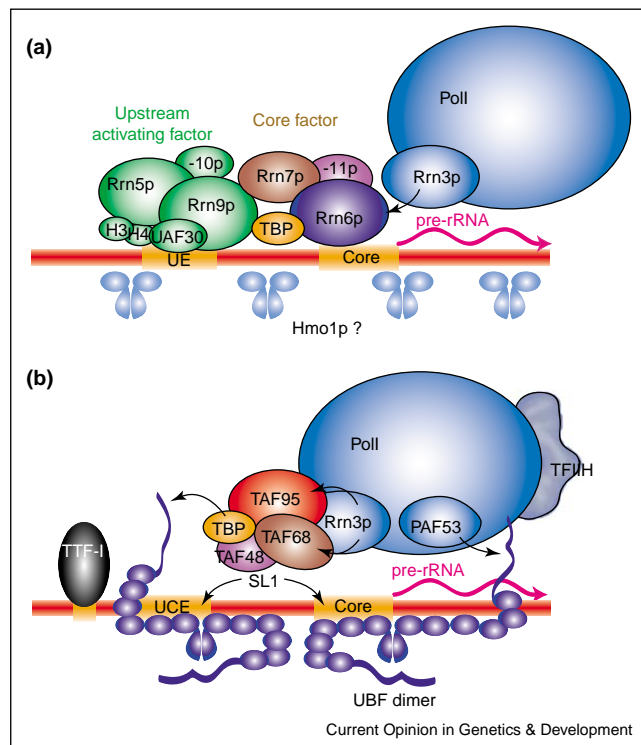 (a)
PolI
Upstream
activating factor
Core factor
-10p
-11p
Rrn5p
Rrn7p
Rrn3p
Rrn9p
Rrn6p
H3
H4
UAF30
TBP
pre-rRNA
UE
Core
Hmo1p ?
(b)
PolI
TFIIH
TAF95
Rrn3p
PAF53
TBP
TAF68
TTF-I
TAF48
SL1
pre-rRNA
UCE
Core
UBF dimer
Current Opinion in Genetics & Development